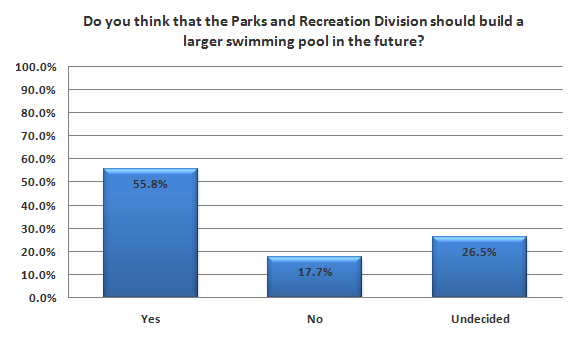 Do you think that the Parks and Recreation Division should build a
larger swimming pool in the future?
100.0%
90.0%
80.0%
70.0%
60.0%
50.0%
40.0%
30.0%
20.0%
10.0%
0.0%
55.8%
17.7%
26.5%
Yes
No
Undecided